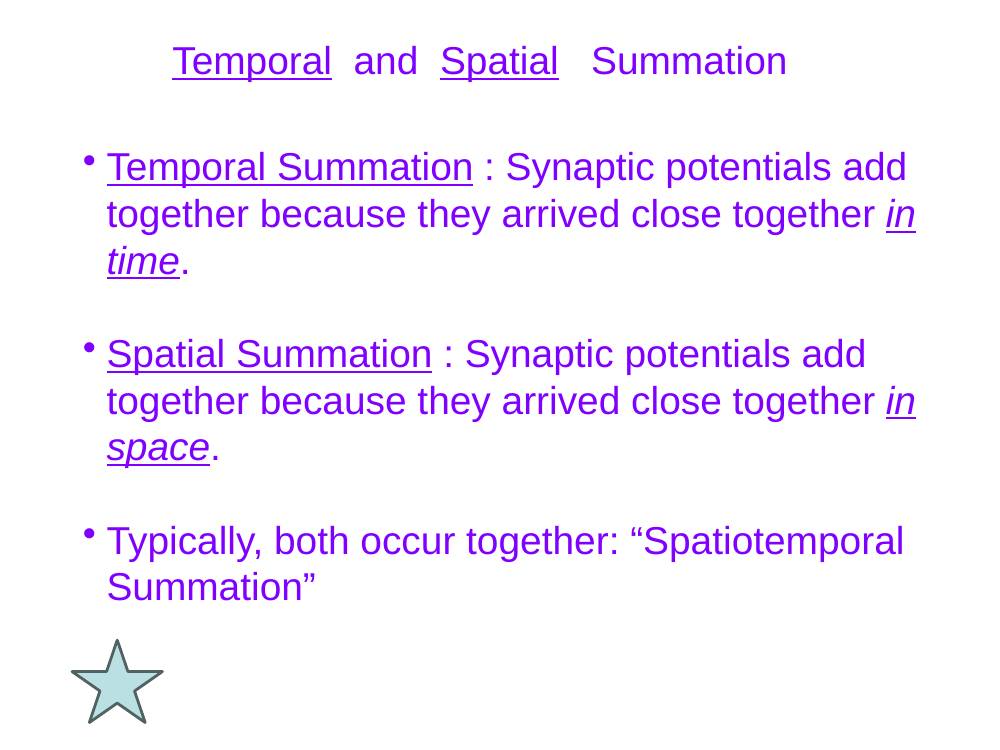 Temporal and Spatial Summation
• Temporal Summation : Synaptic potentials add
together because they arrived close together in
time.
• Spatial Summation : Synaptic potentials add
together because they arrived close together in
space.
• Typically, both occur together: “Spatiotemporal
Summation”